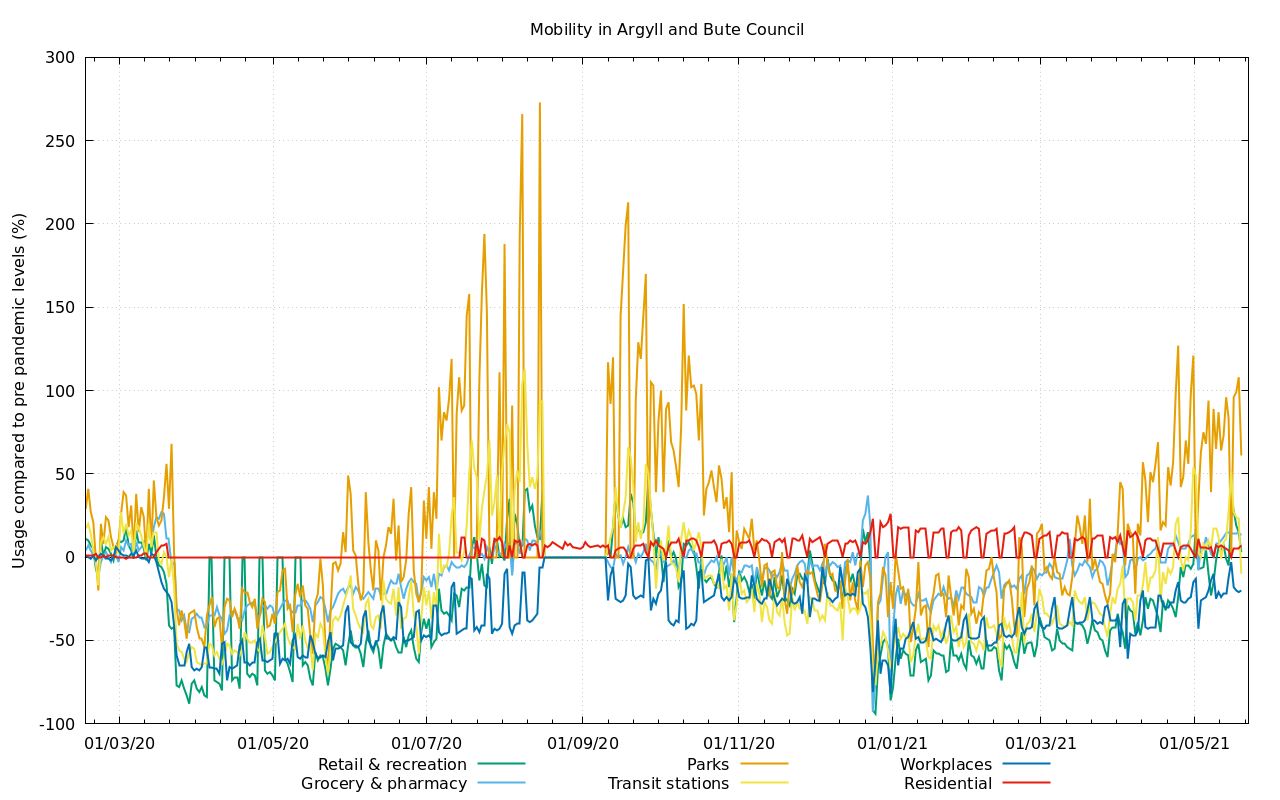 Mobility in Argyll and Bute Council
Usage compared to pre pandemic levels (%)
300
250
200
150
100
50
0
-50
-100
01/03/20 01/05/20 01/07/20 01/09/20 01/11/20 01/01/21 01/03/21 01/05/21
Retail & recreation Parks Workplaces
Grocery & pharmacy Transit stations Residential